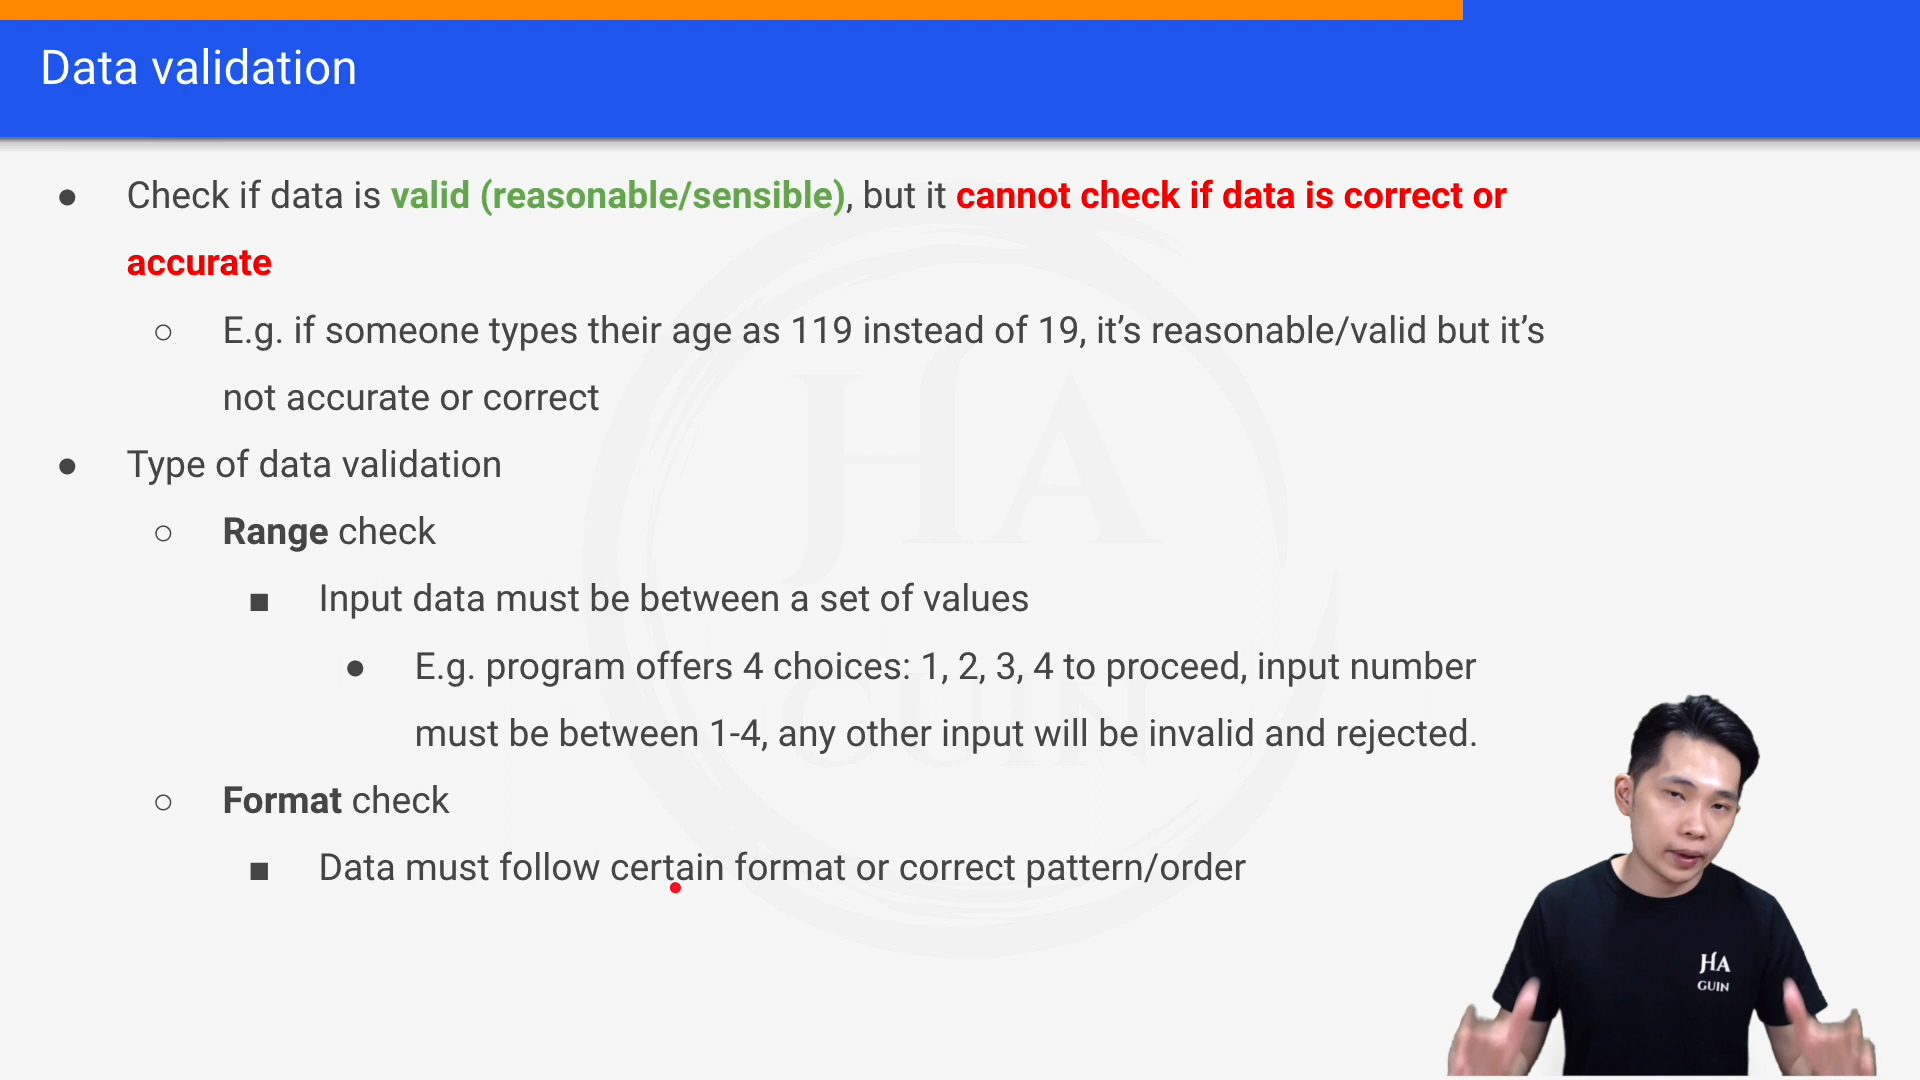 Data validation
● Check if data is valid (reasonable/sensible), but it cannot check if data is correct or
accurate
○ E.g. if someone types their age as 119 instead of 19, it’s reasonable/valid but it’s
not accurate or correct
● Type of data validation
○ Range check
■ Input data must be between a set of values
● E.g. program offers 4 choices: 1, 2, 3, 4 to proceed, input number
must be between 1-4, any other input will be invalid and rejected.
○ Format check
■ Data must follow certain format or correct pattern/order
HA
GUIN
HA
GUIN